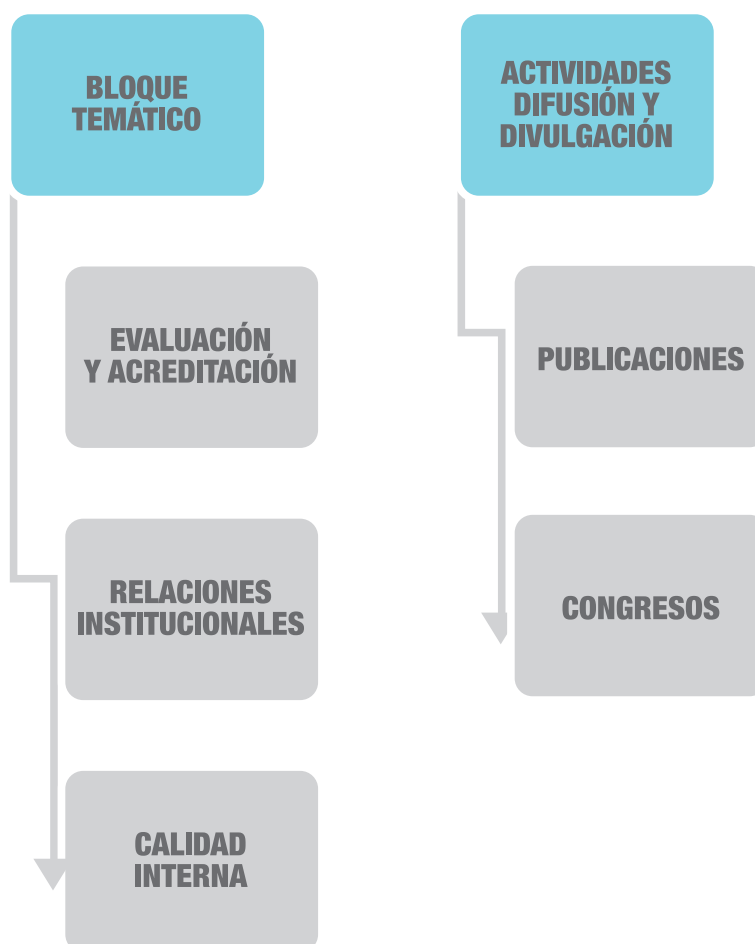 BLOQUE
TEMÁTICO
EVALUACIÓN
Y ACREDITACIÓN
RELACIONES
INSTITUCIONALES
CALIDAD
INTERNA
ACTIVIDADES
DIFUSIÓN Y
DIVULGACIÓN
PUBLICACIONES
CONGRESOS